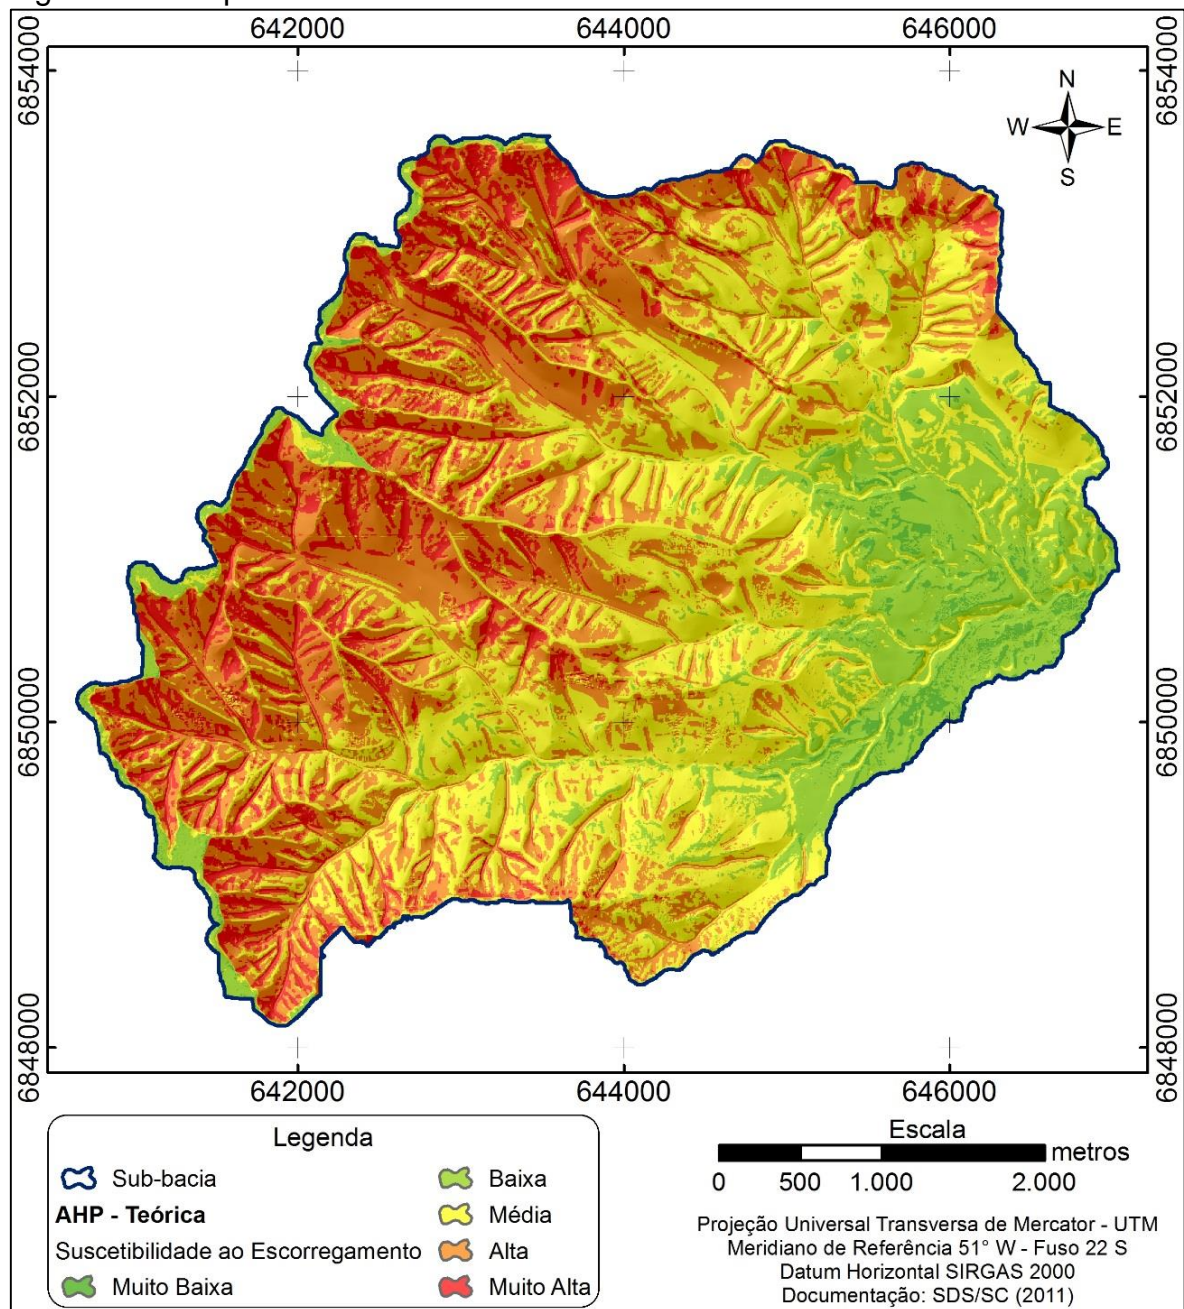 642000 644000 646000
6854000 6854000
N
W E
S
6852000 6852000
6850000 6850000
6848000 6848000
642000 644000 646000
Legenda
Sub-bacia
AHP - Teórica
Suscetibilidade ao Escorregamento
Muito Baixa
Baixa
Média
Alta
Muito Alta
Escala
metros
0 500 1.000 2.000
Projeção Universal Transversa de Mercator - UTM
Meridiano de Referência 51° W - Fuso 22 S
Datum Horizontal SIRGAS 2000
Documentação: SDS/SC (2011)